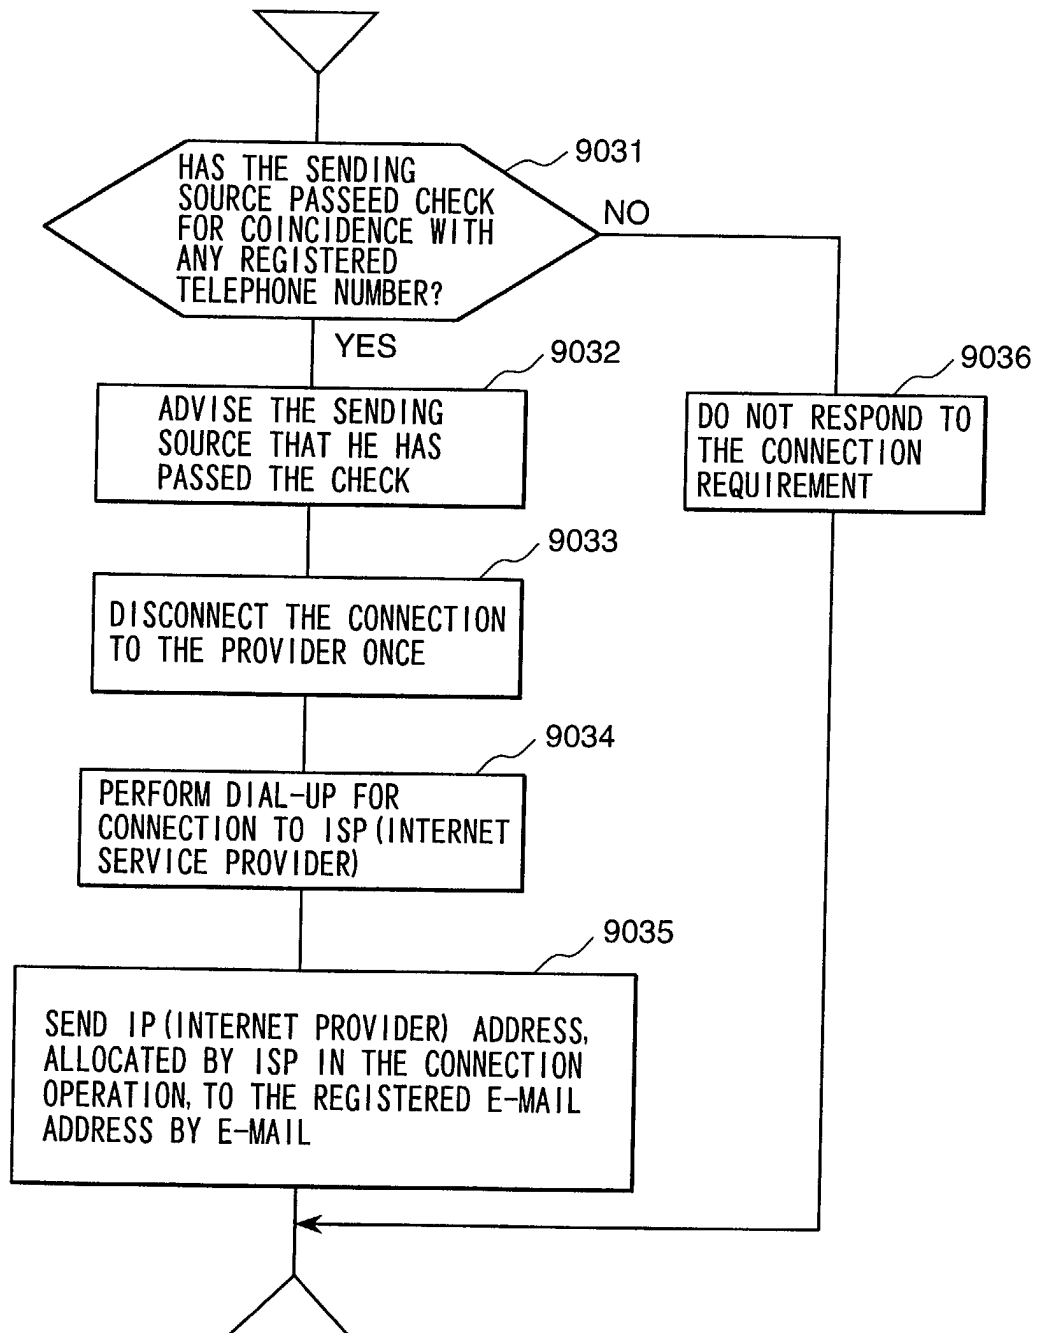 HAS THE SENDING
SOURCE PASSEED CHECK
FOR COINCIDENCE WITH
ANY REGISTERED
TELEPHONE NUMBER?
9031
NO
YES
9032
ADVISE THE SENDING
SOURCE THAT HE HAS
PASSED THE CHECK
9036
DO NOT RESPOND TO
THE CONNECTION
REQUIREMENT
9033
DISCONNECT THE CONNECTION
TO THE PROVIDER ONCE
9034
PERFORM DIAL-UP FOR
CONNECTION TO ISP(INTERNET
SERVICE PROVIDER)
9035
SEND IP(INTERNET PROVIDER) ADDRESS,
ALLOCATED BY ISP IN THE CONNECTION
OPERATION, TO THE REGISTERED E-MAIL
ADDRESS BY E-MAIL